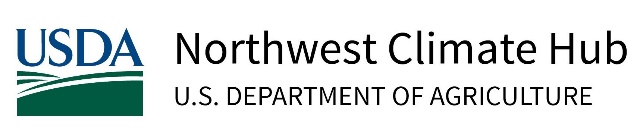 USDA
Northwest Climate Hub
U.S. DEPARTMENT OF AGRICULTURE